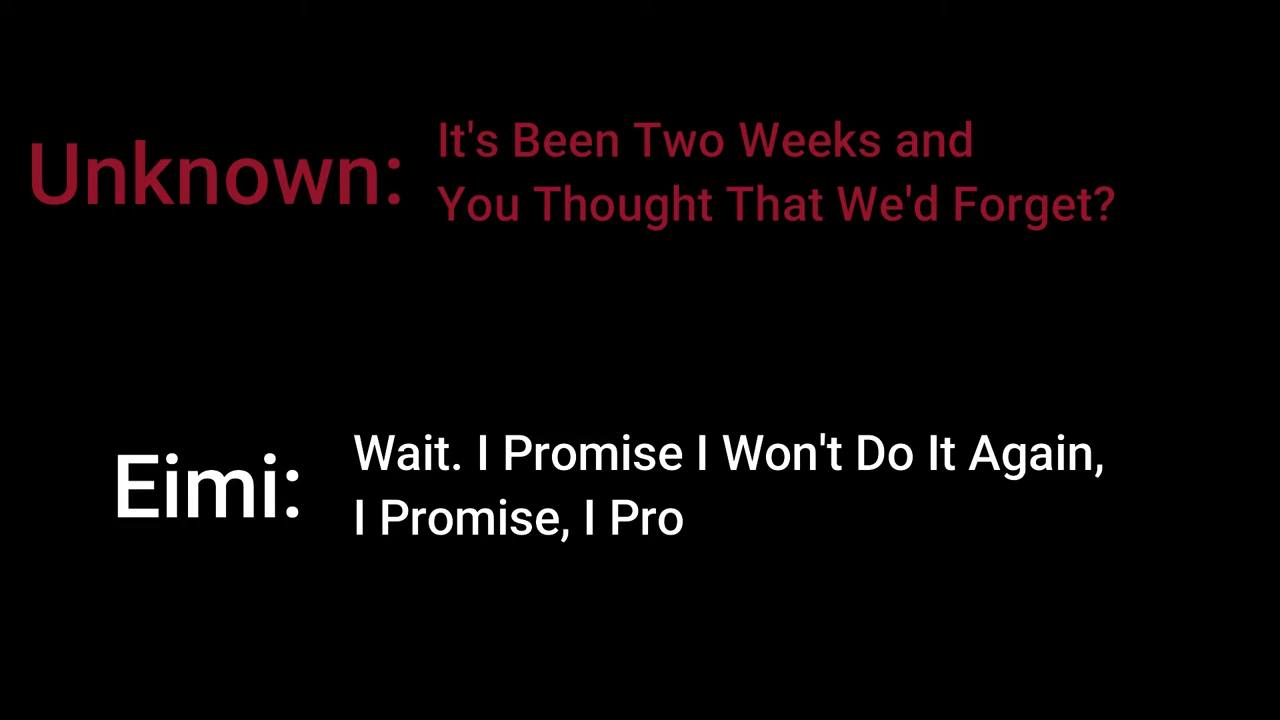 Unknown:
It's Been Two Weeks and
You Thought That We'd Forget?
Eimi:
Wait. I Promise I Won't Do It Again,
I Promise, I Pro